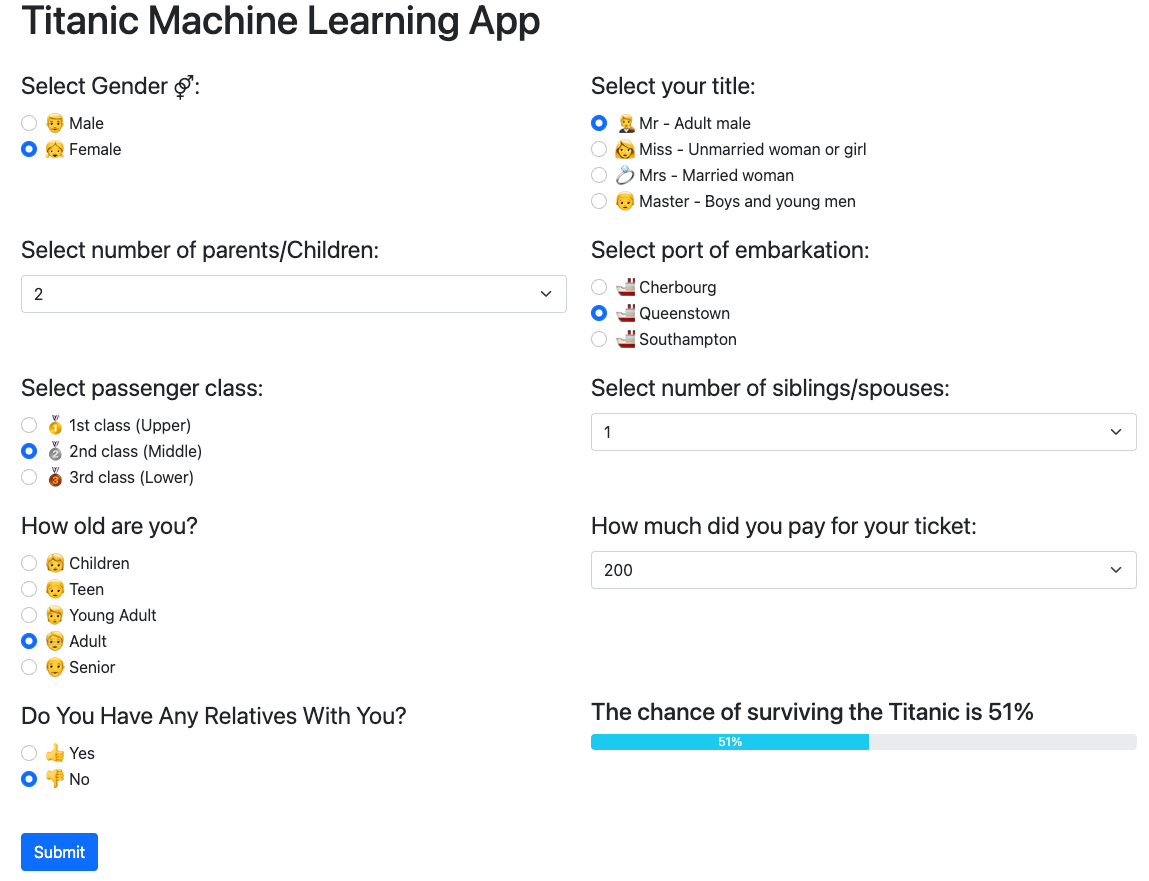 Titanic Machine Learning App
Select Gender ⚤:
Male
Female
Select your title:
Mr - Adult male
Miss - Unmarried woman or girl
Mrs - Married woman
Master - Boys and young men
Select number of parents/Children:
2
Select port of embarkation:
Cherbourg
Queenstown
Southampton
Select passenger class:
1st class (Upper)
2nd class (Middle)
3rd class (Lower)
Select number of siblings/spouses:
1
How old are you?
Children
Teen
Young Adult
Adult
Senior
How much did you pay for your ticket:
200
Do You Have Any Relatives With You?
Yes
No
The chance of surviving the Titanic is 51%
51%
Submit